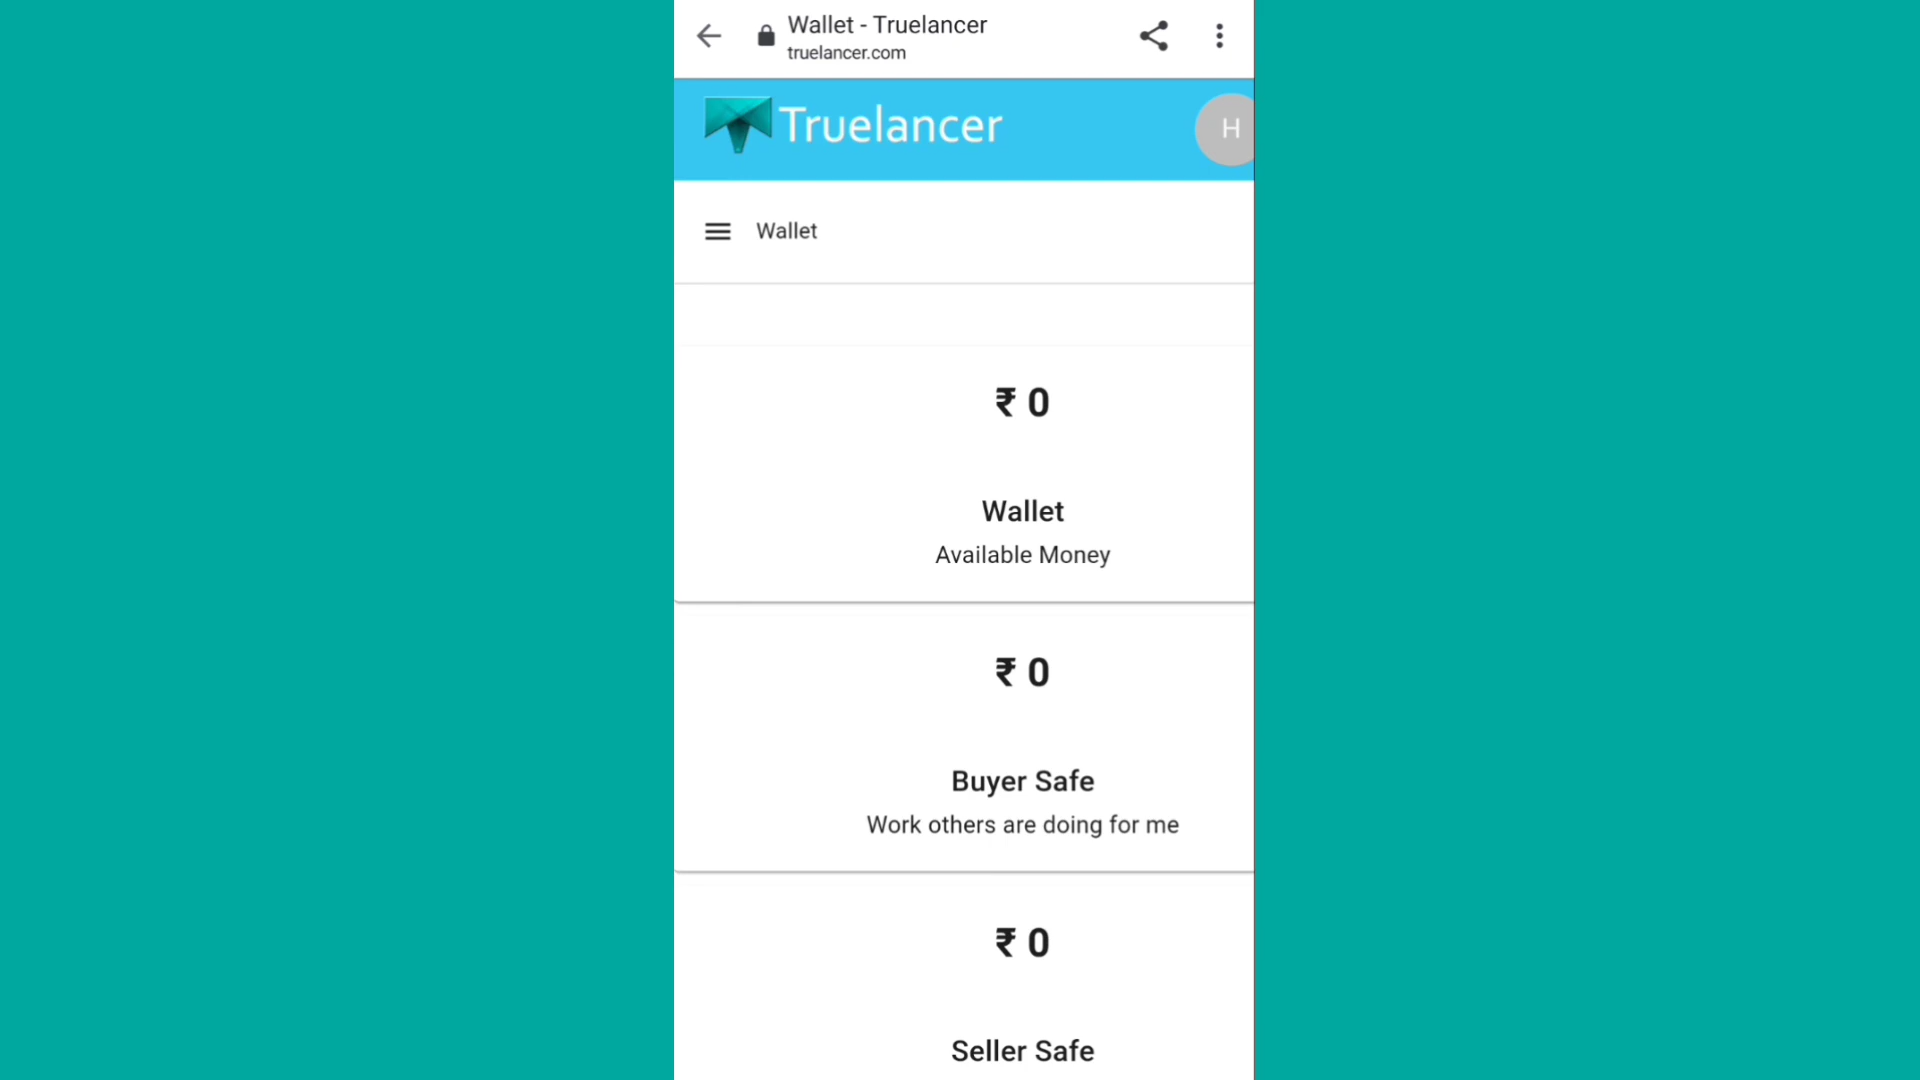 Wallet - Truelancer
truelancer.com
Truelancer
H
Wallet
₹ 0
Wallet
Available Money
₹ 0
Buyer Safe
Work others are doing for me
₹ 0
Seller Safe